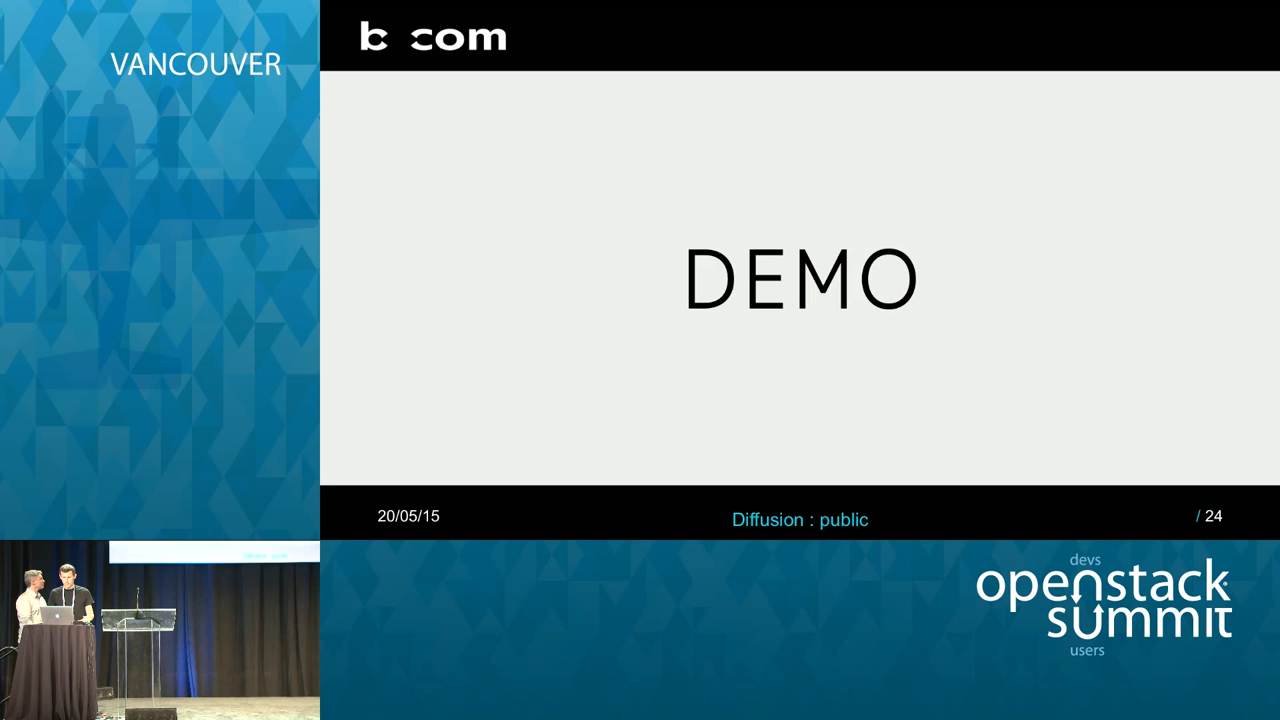 VANCOUVER
b com
DEMO
20/05/15
Diffusion : public
/ 24
devs
openstack
summit
users